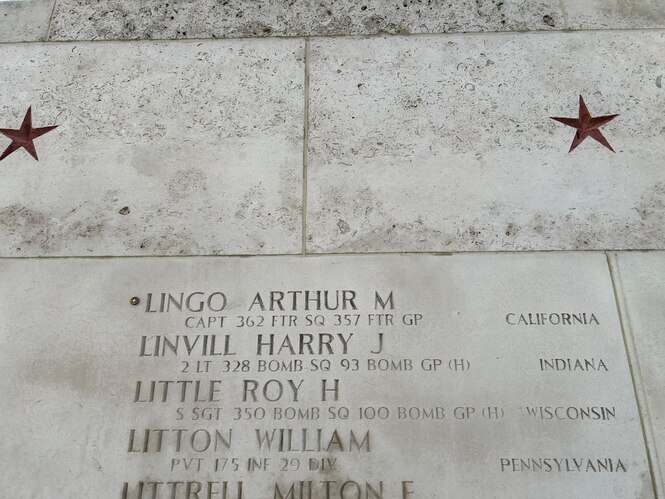 LINGO ARTHUR M
CAPT 362 FTR SQ 357 FTR GP CALIFORNIA
LINVILL HARRY J
2 LT 328 BOMB SQ 93 BOMB GP (H) INDIANA
LITTLE ROY H
S SGT 350 BOMB SQ 100 BOMB GP (H) WISCONSIN
LITTON WILLIAM
PVT 175 INF 29 DIV PENNSYLVANIA
LITTRELL MILTON F